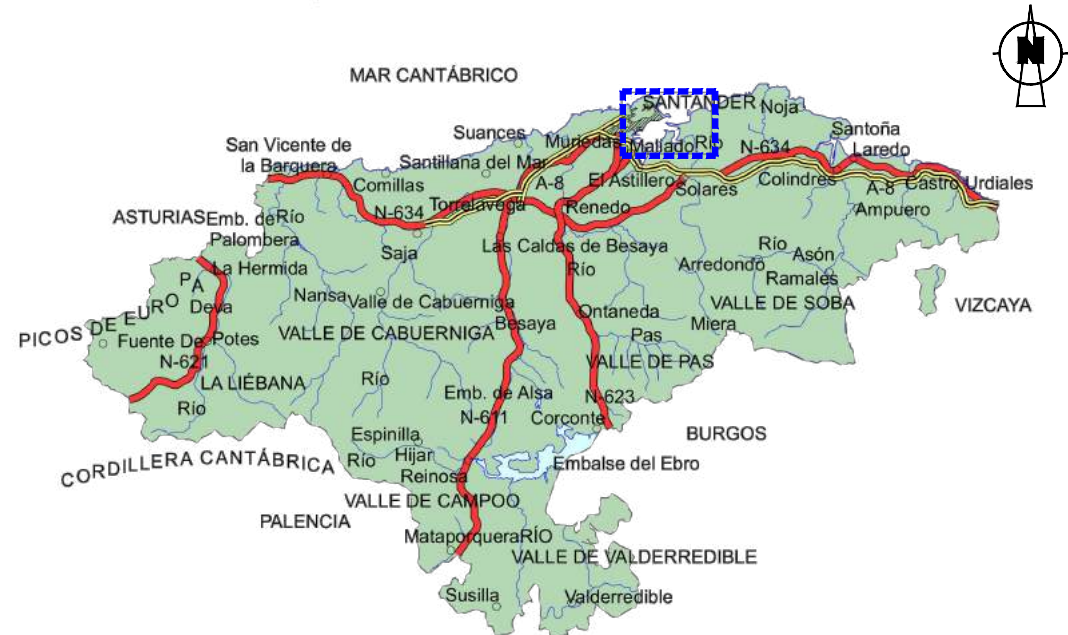 N
MAR CANTÁBRICO
SANTANDER
Noja
Suances
Muriedas
Mallado
Río
N-634
Santoña
Laredo
San Vicente de
la Barquera
Santillana del Mar
Comillas
A-8
El Astillero
Solares
Colindres
A-8
Castro Urdiales
Ampuero
N-634
Torrelavega
Renedo
ASTURIAS
Emb. de
Río
Palombera
Saja
Las Caldas de Besaya
Río
Río
Asón
Arredondo
Ramales
La Hermida
Nansa
Valle de Cabuerniga
Ontaneda
VALLE DE SOBA
VIZCAYA
Deva
PICOS DE EUROPA
Fuente De
Potes
VALLE DE CABUERNIGA
Besaya
Miera
Pas
VALLE DE PAS
N-621
LA LIÉBANA
Río
Río
Emb. de Alsa
N-623
N-611
Corconte
BURGOS
Espinilla
CORDILLERA CANTÁBRICA
Río
Hijar
Reinosa
Embalse del Ebro
VALLE DE CAMPOO
PALENCIA
Mataporquera
RÍO
VALLE DE VALDERREDIBLE
Susilla
Valderredible